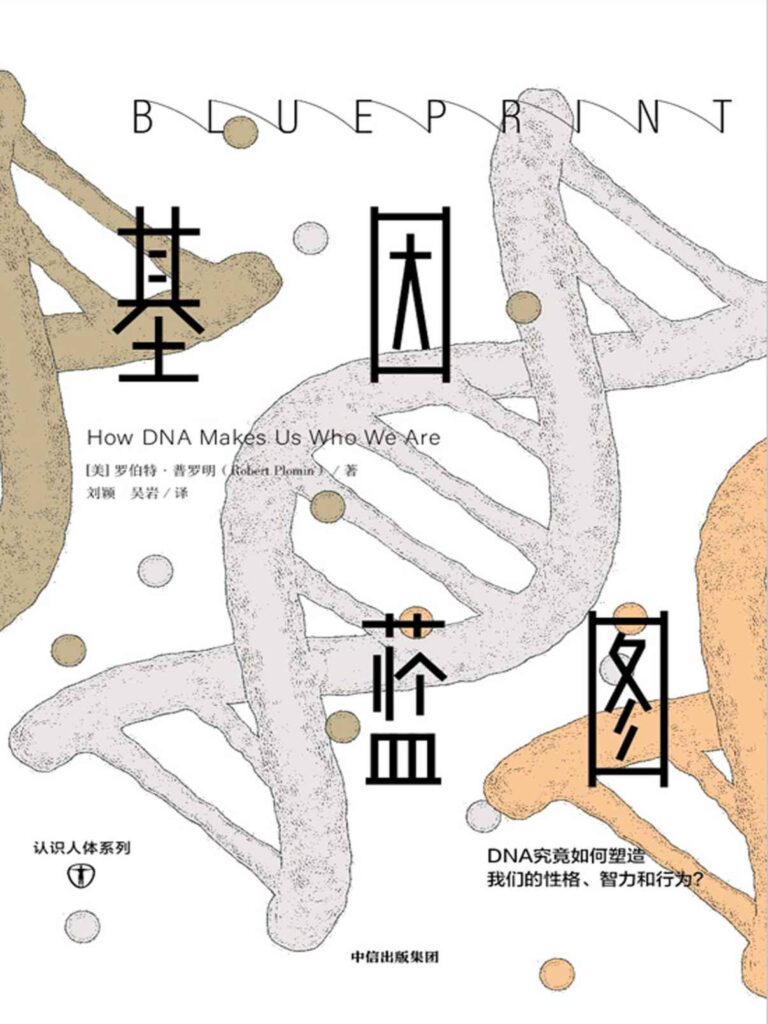 BLUEPRINT
基因
How DNA Makes Us Who We Are
[美] 罗伯特·普罗明（Robert Plomin）/ 著
刘颖 吴岩 / 译
蓝图
认识人体系列
DNA究竟如何塑造
我们的性格、智力和行为？
中信出版集团